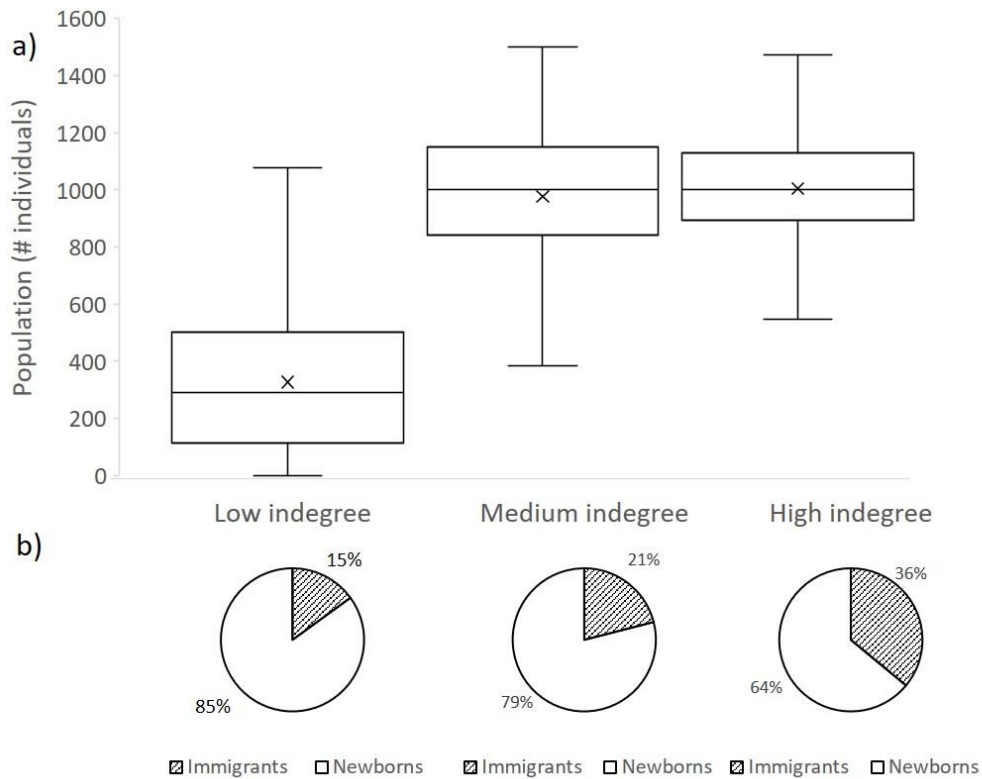 a)
Population (# individuals)
1600
1400
1200
1000
800
600
400
200
0
Low indegree Medium indegree High indegree
b)
15% 21% 36%
85% 79% 64%
Immigrants Newborns Immigrants Newborns Immigrants Newborns